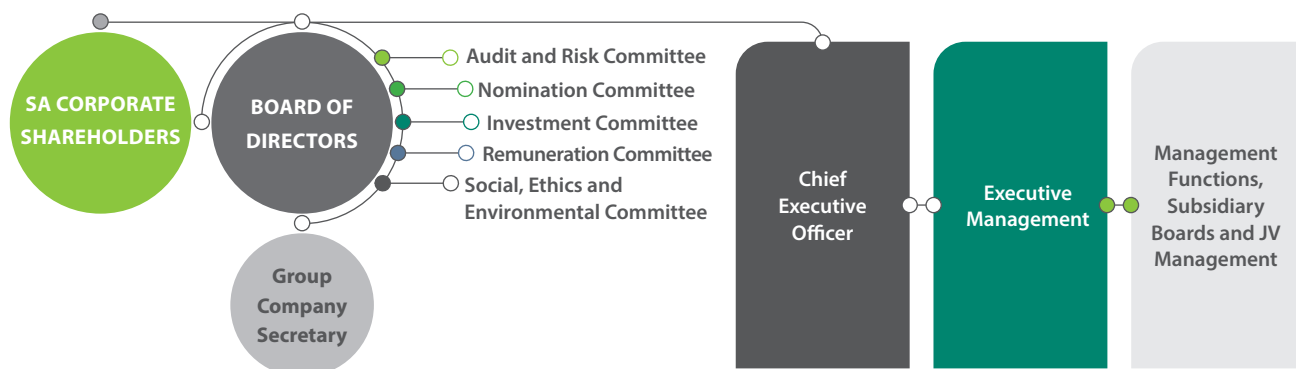 SA CORPORATE
SHAREHOLDERS
BOARD OF
DIRECTORS
Audit and Risk Committee
Nomination Committee
Investment Committee
Remuneration Committee
Social, Ethics and
Environmental Committee
Group
Company
Secretary
Chief
Executive
Officer
Executive
Management
Management
Functions,
Subsidiary
Boards and JV
Management